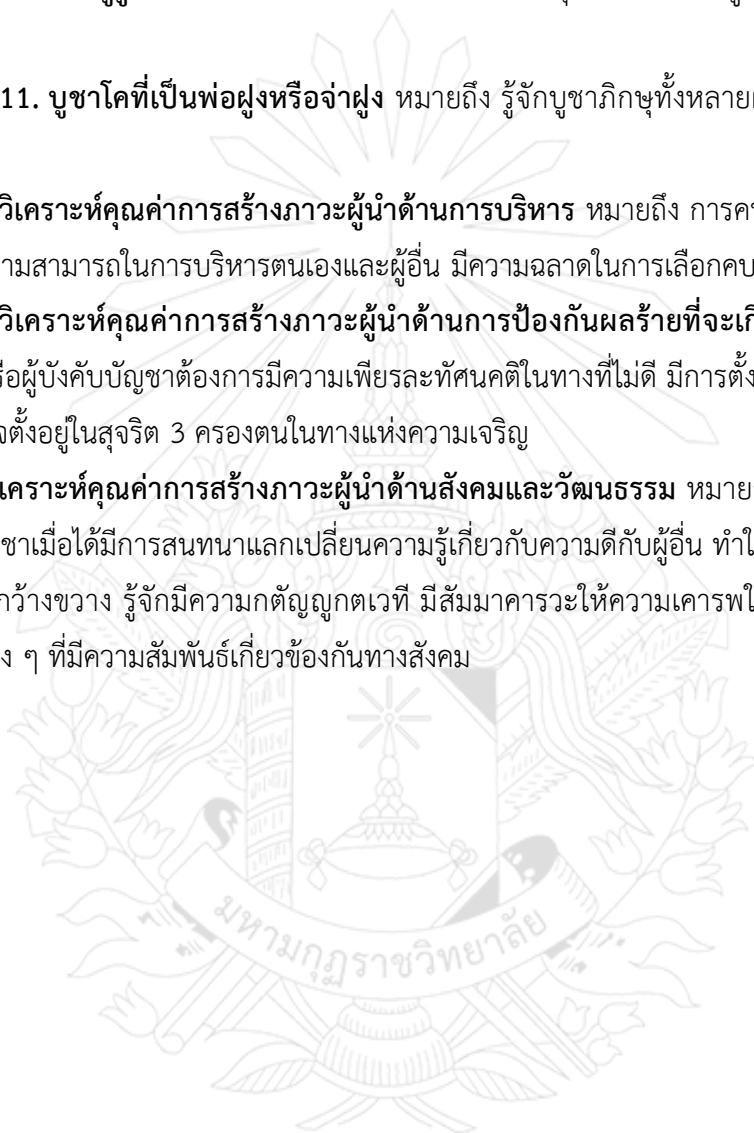 11. บูชาโคที่เป็นพ่อฝูงหรือจ่าฝูง หมายถึง รู้จักบูชาภิกษุทั้งหลาย
วิเคราะห์คุณค่าการสร้างภาวะผู้นำด้านการบริหาร หมายถึง การค
ามสามารถในการบริหารตนเองและผู้อื่น มีความฉลาดในการเลือกคบ
วิเคราะห์คุณค่าการสร้างภาวะผู้นำด้านการป้องกันผลร้ายที่จะเกิ
รือผู้บังคับบัญชาต้องการมีความเพียรละทัศนคติในทางที่ไม่ดี มีการตั้ง
จตั้งอยู่ในสุจริต 3 ครองตนในทางแห่งความเจริญ
เคราะห์คุณค่าการสร้างภาวะผู้นำด้านสังคมและวัฒนธรรม หมาย
ชาเมื่อได้มีการสนทนาแลกเปลี่ยนความรู้เกี่ยวกับความดีกับผู้อื่น ทำใ
กว้างขวาง รู้จักมีความกตัญญูกตเวที มีสัมมาคารวะให้ความเคารพใ
ง ๆ ที่มีความสัมพันธ์เกี่ยวข้องกันทางสังคม
มหามกุฏราชวิทยาลัย